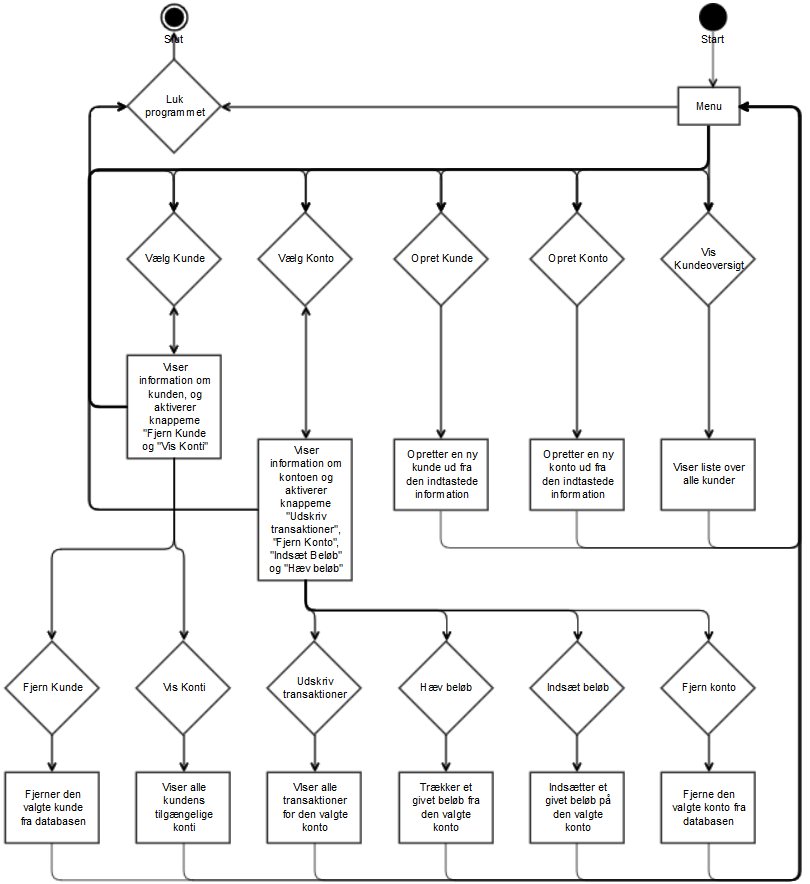 Slut
Start
Luk
programmet
Menu
Vælg Kunde
Vælg Konto
Opret Kunde
Opret Konto
Vis
Kundeoversigt
Viser
information om
kunden, og
aktiverer
knapperne
"Fjern Kunde
og "Vis Konti"
Viser
information om
kontoen og
aktiverer
knapperne
"Udskriv
transaktioner",
"Fjern Konto",
"Indsæt Beløb"
og "Hæv beløb"
Opretter en ny
kunde ud fra
den indtastede
information
Opretter en ny
konto ud fra
den indtastede
information
Viser liste over
alle kunder
Fjern Kunde
Vis Konti
Udskriv
transaktioner
Hæv beløb
Indsæt beløb
Fjern konto
Fjerner den
valgte kunde
fra databasen
Viser alle
kundens
tilgængelige
konti
VIser alle
transaktioner
for den valgte
konto
Trækker et
givet beløb fra
den valgte
konto
Indsætter et
givet beløb på
den valgte
konto
Fjerne den
valgte konto fra
databasen